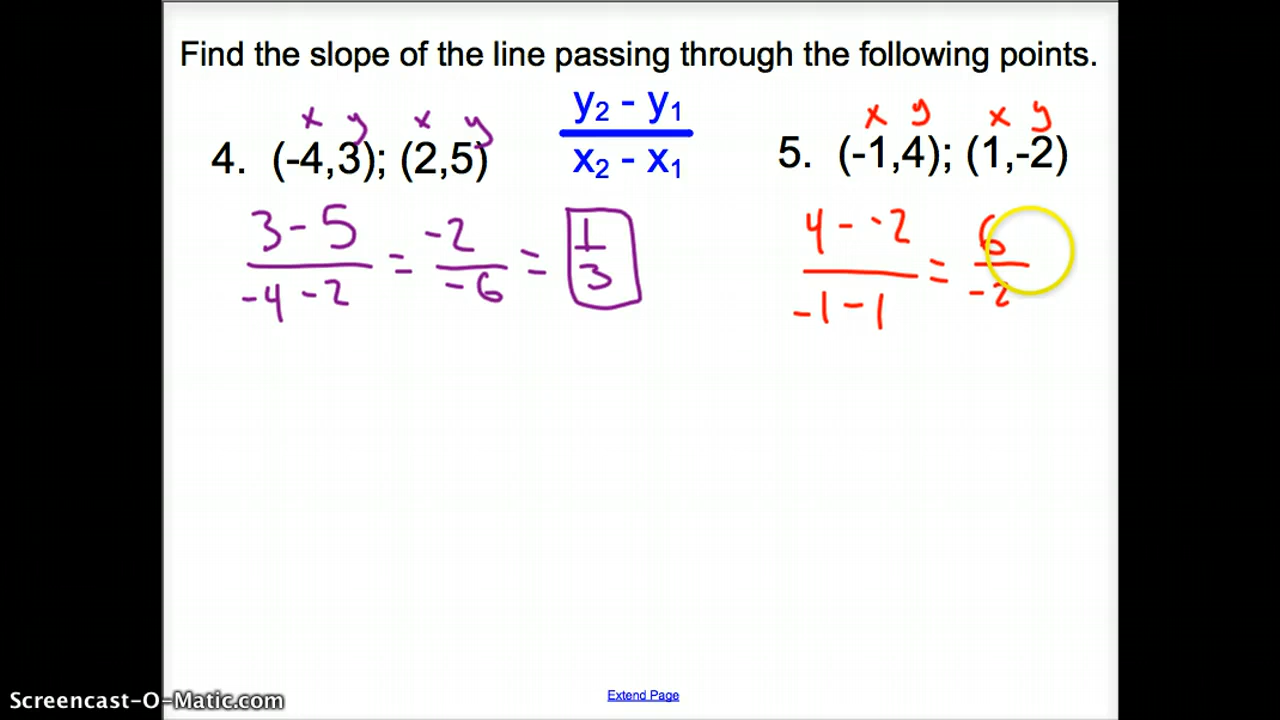 Find the slope of the line passing through the following points.
x y x y
4. (-4,3); (2,5)
y₂ - y₁
x₂ - x₁
x y x y
5. (-1,4); (1,-2)
3 - 5
-4 - 2
=
-2
-6
=
1
3
4 - -2
-1 - 1
=
6
-2
Extend Page
Screencast-O-Matic.com